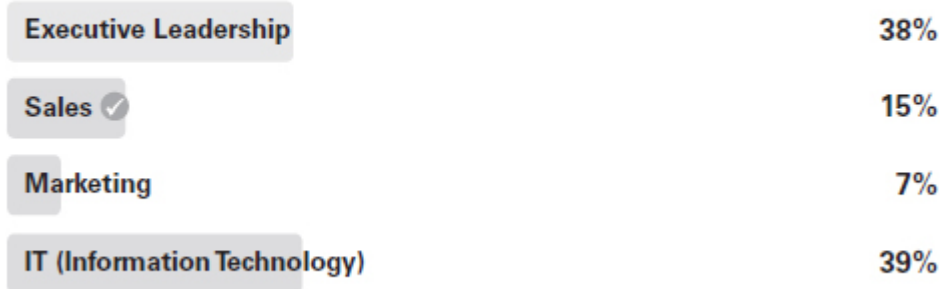 Executive Leadership 38%
Sales 15%
Marketing 7%
IT (Information Technology) 39%